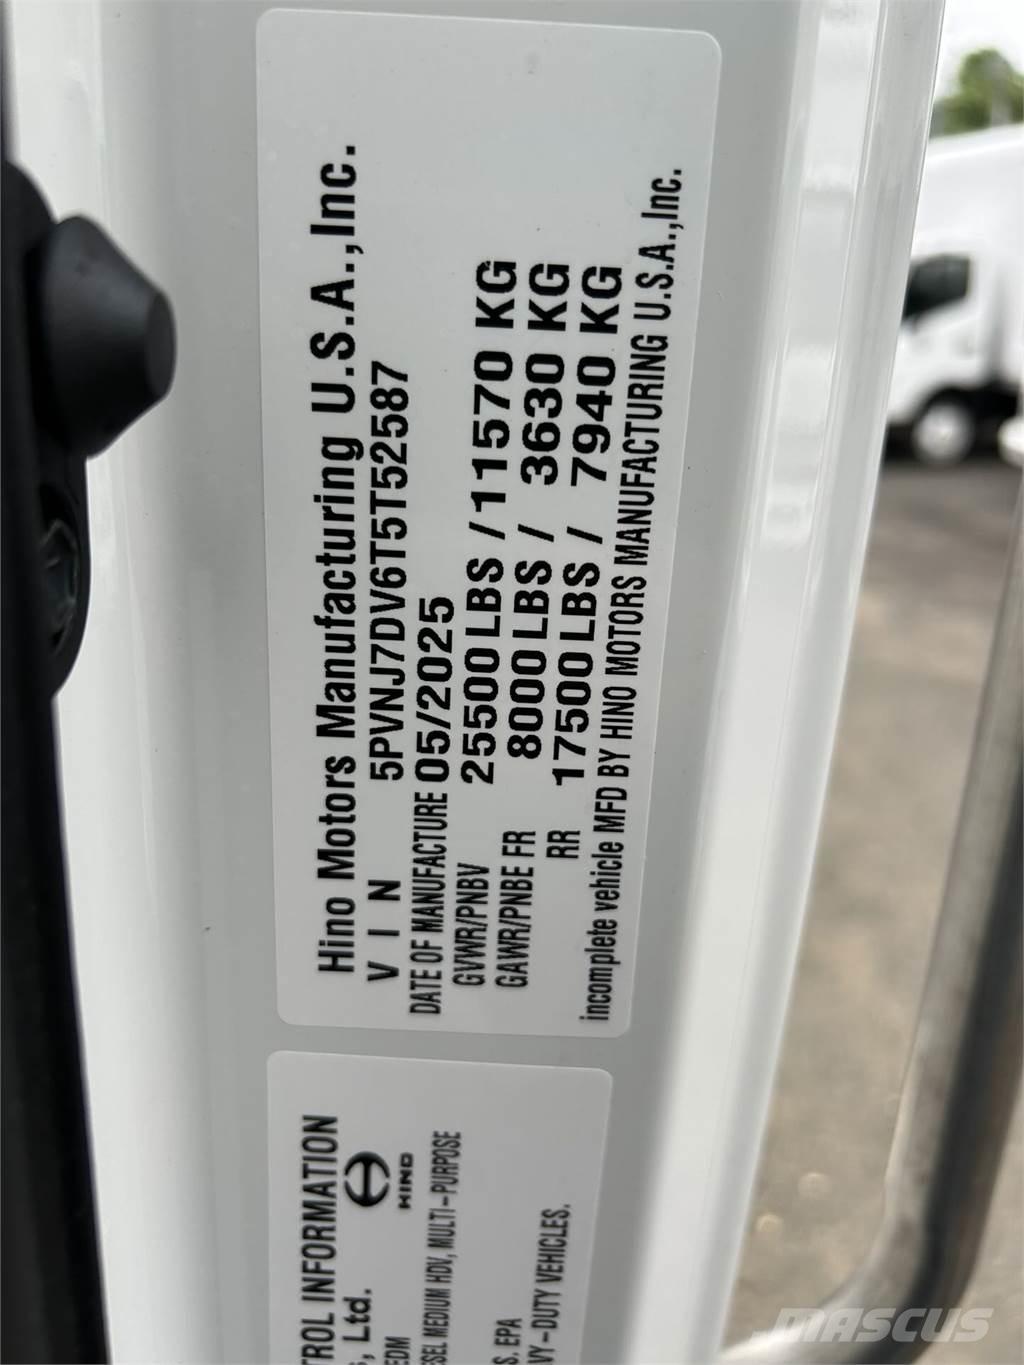 Hino Motors Manufacturing U.S.A.,Inc.
V I N 5PVNJ7DV6T5T52587
DATE OF MANUFACTURE 05/2025
GVWR/PNBV 25500 LBS / 11570 KG
GAWR/PNBE FR 8000 LBS / 3630 KG
RR 17500 LBS / 7940 KG
incomplete vehicle MFD BY HINO MOTORS MANUFACTURING U.S.A.,Inc.
TROL INFORMATION
, Ltd.
HINO
EDM
ESEL MEDIUM HDV, MULTI-PURPOSE
S. EPA
VY-DUTY VEHICLES.
MASCUS